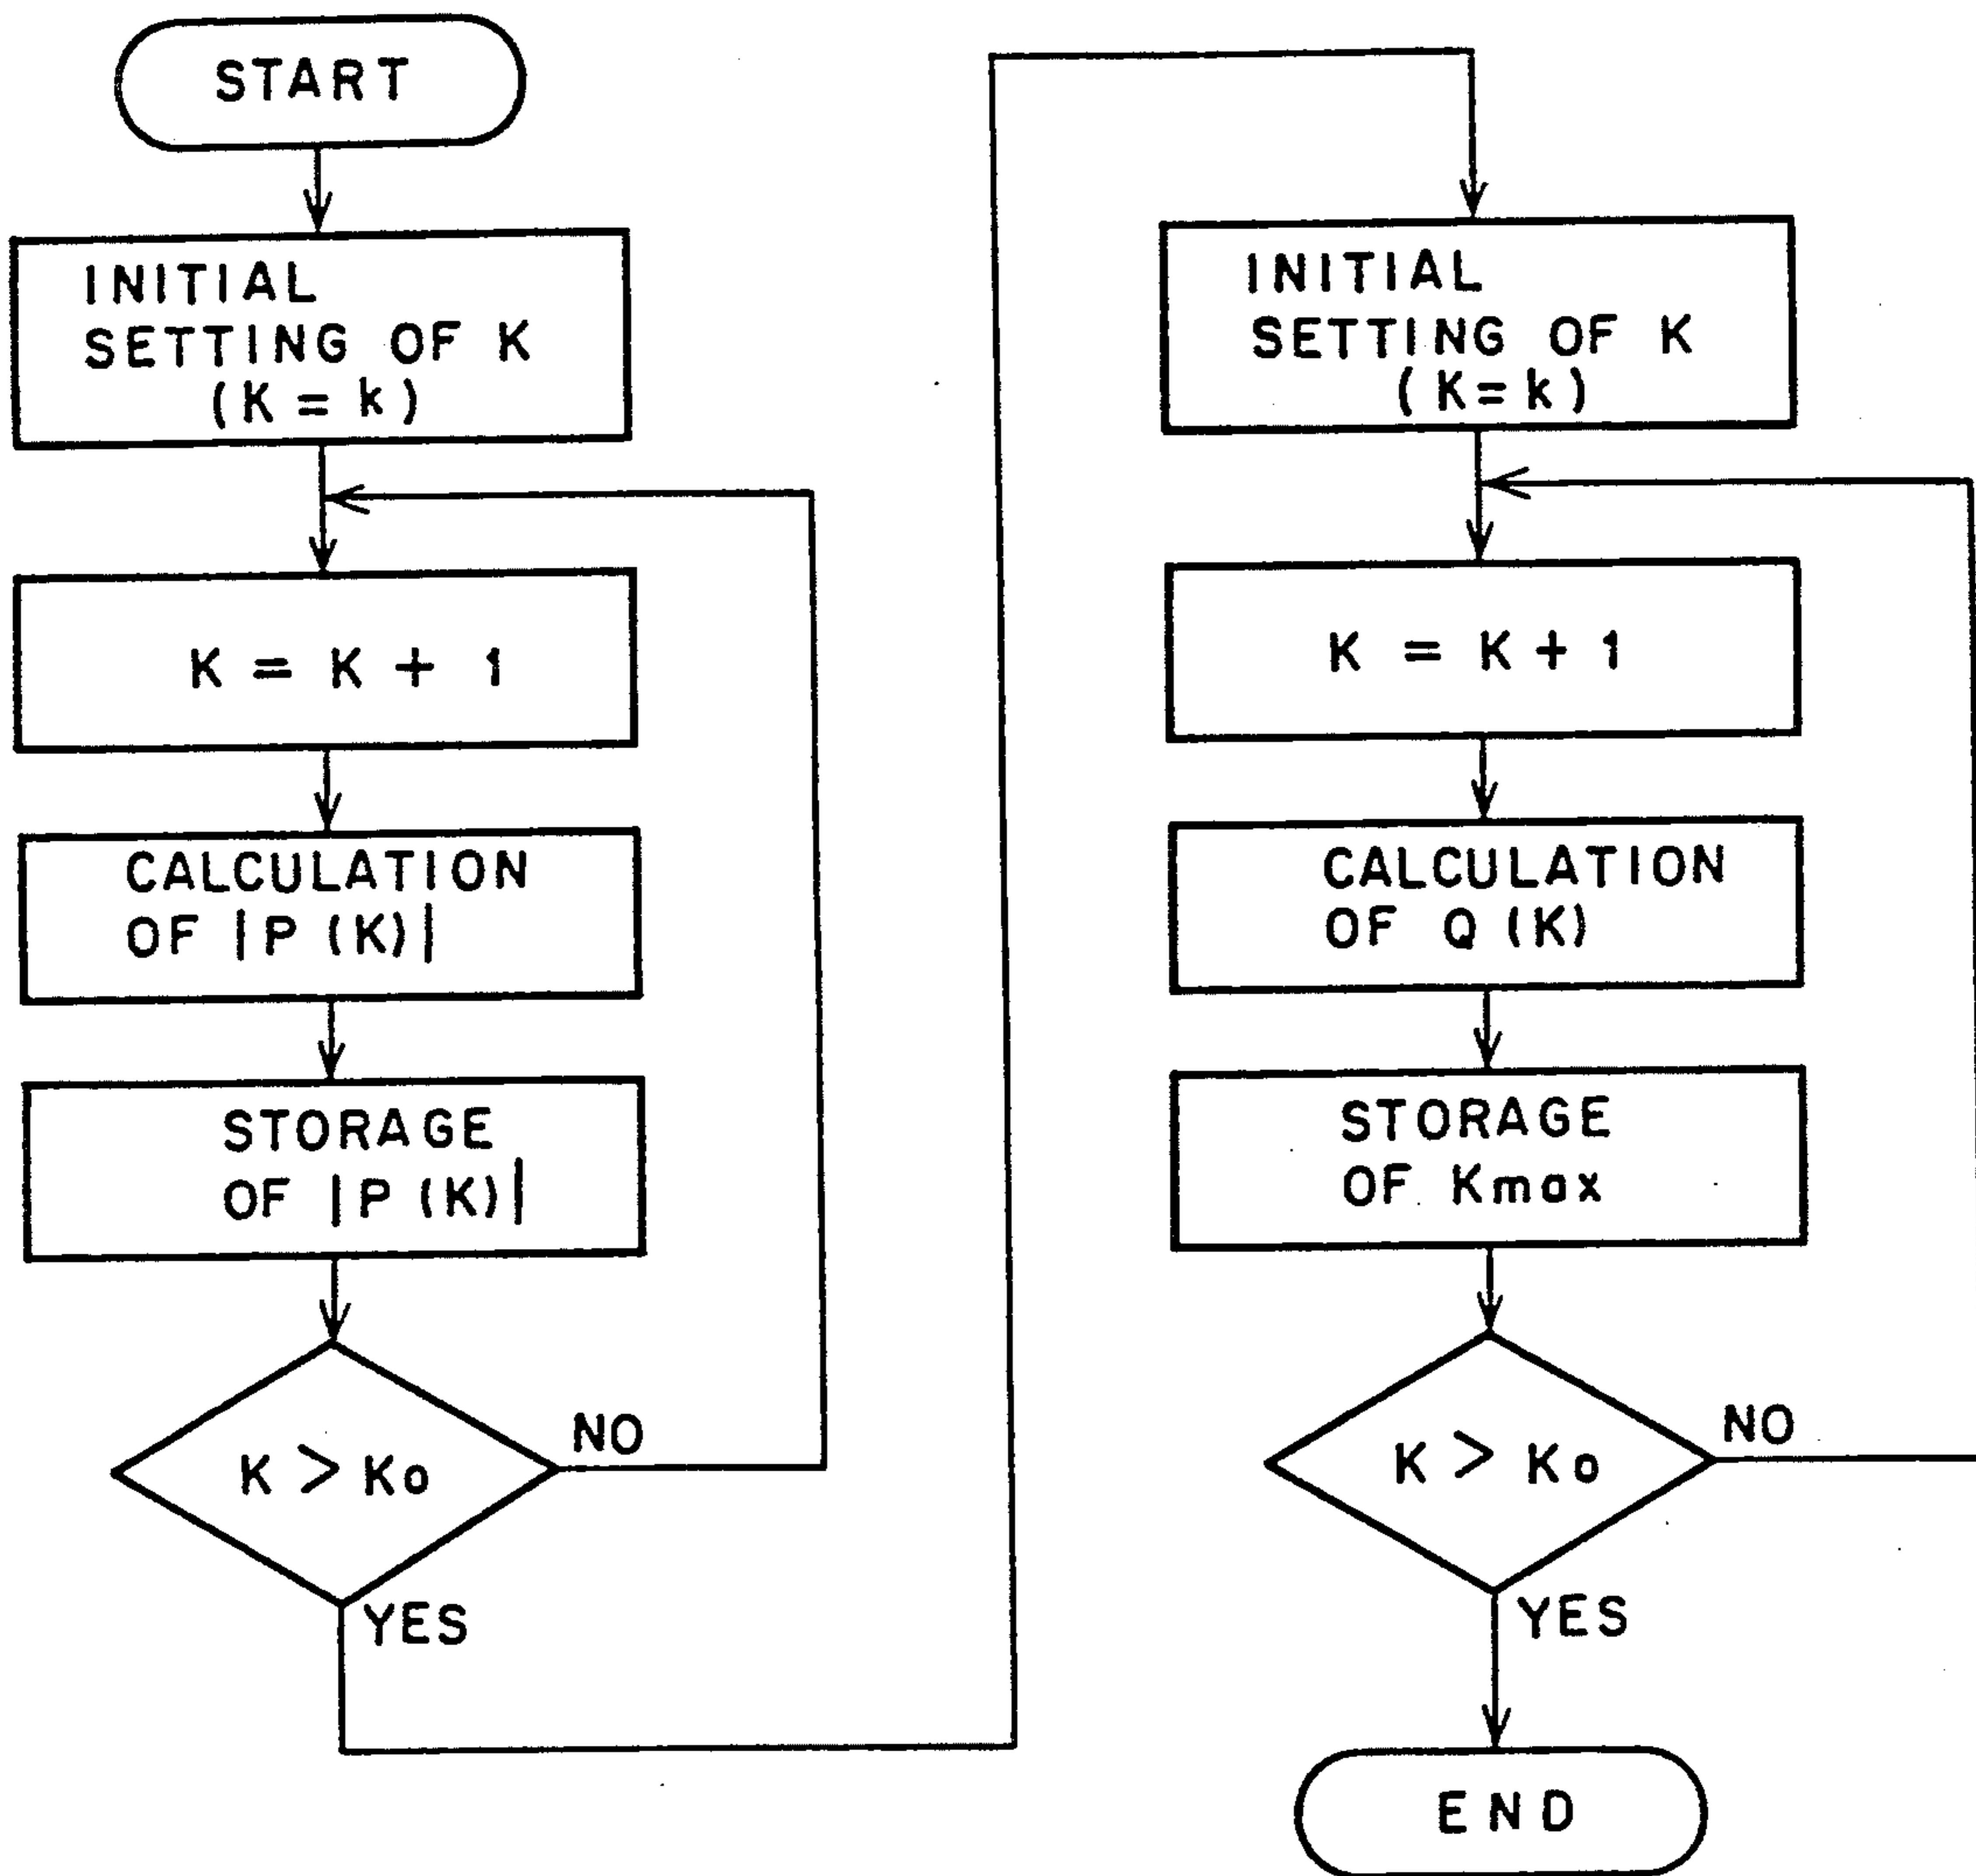 START
INITIAL
SETTING OF K
(K = k)
K = K + 1
CALCULATION
OF |P (K)|
STORAGE
OF |P (K)|
K > Ko
NO
YES
INITIAL
SETTING OF K
(K = k)
K = K + 1
CALCULATION
OF Q (K)
STORAGE
OF Kmax
K > Ko
NO
YES
END